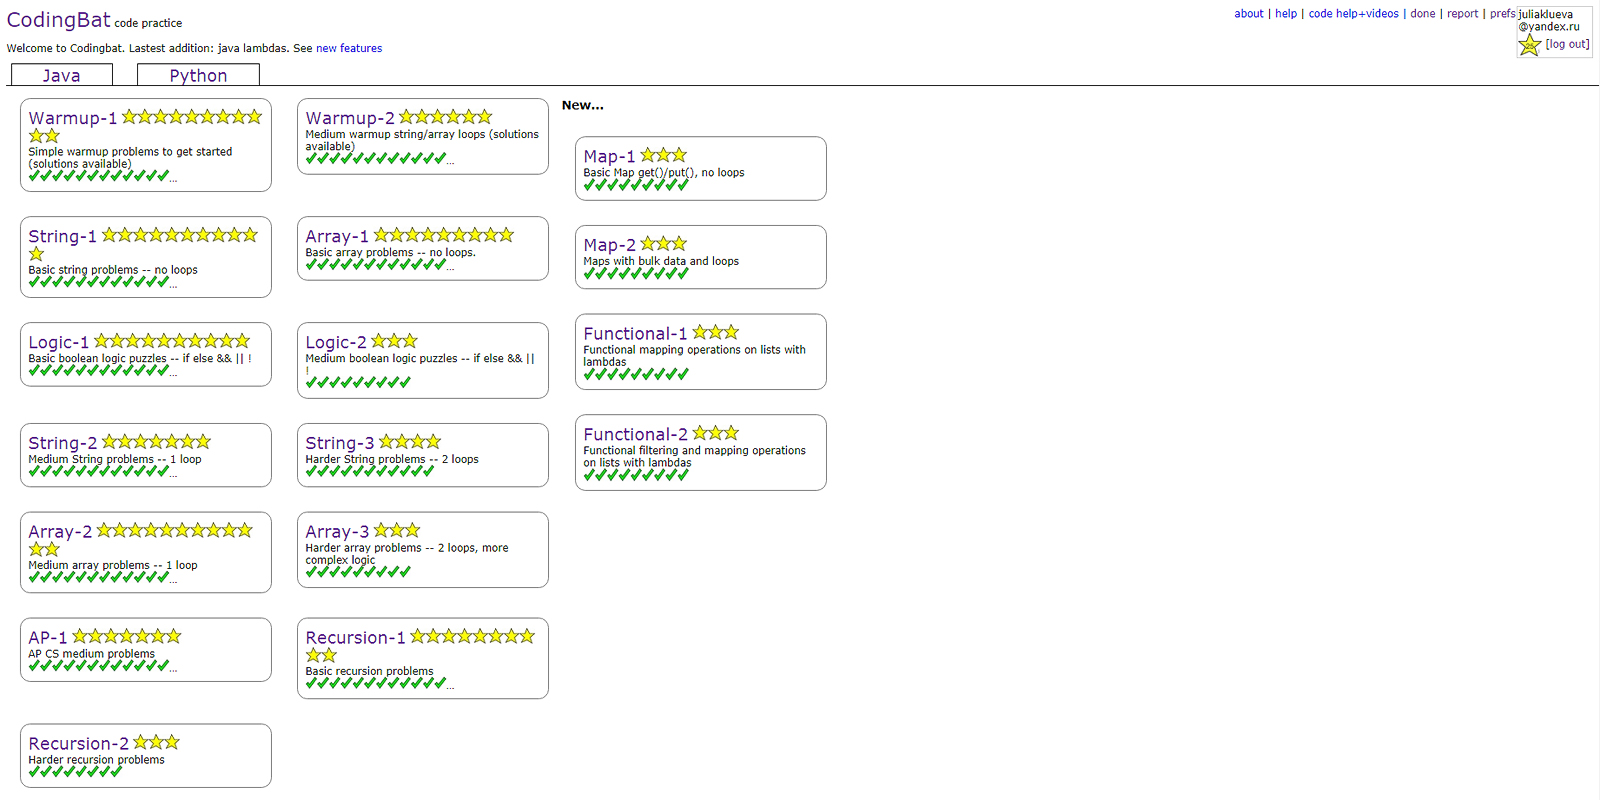 CodingBat code practice
about | help | code help+videos | done | report | prefs
juliaklueva
@yandex.ru
[log out]
Welcome to Codingbat. Lastest addition: java lambdas. See new features
Java
Python
Warmup-1
Simple warmup problems to get started
(solutions available)
...
Warmup-2
Medium warmup string/array loops (solutions
available)
...
New...
Map-1
Basic Map get()/put(), no loops
String-1
Basic string problems -- no loops
...
Array-1
Basic array problems -- no loops.
...
Map-2
Maps with bulk data and loops
Logic-1
Basic boolean logic puzzles -- if else && || !
...
Logic-2
Medium boolean logic puzzles -- if else && ||
!
Functional-1
Functional mapping operations on lists with
lambdas
String-2
Medium String problems -- 1 loop
...
String-3
Harder String problems -- 2 loops
Functional-2
Functional filtering and mapping operations
on lists with lambdas
Array-2
Medium array problems -- 1 loop
...
Array-3
Harder array problems -- 2 loops, more
complex logic
AP-1
AP CS medium problems
...
Recursion-1
Basic recursion problems
...
Recursion-2
Harder recursion problems